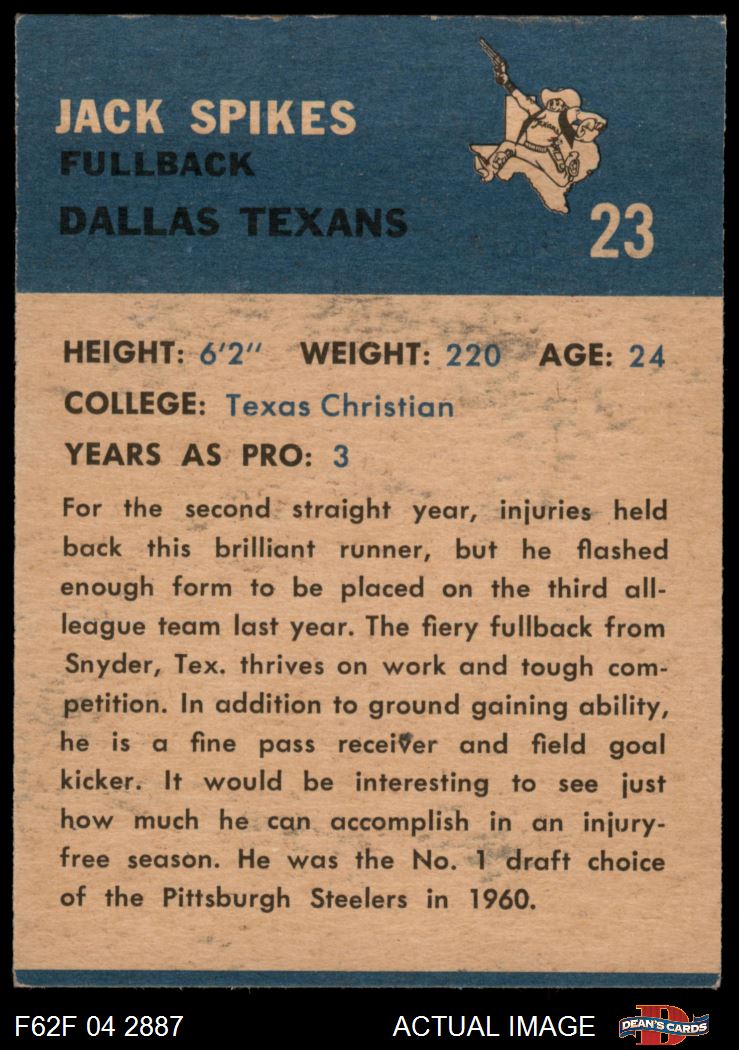 JACK SPIKES
FULLBACK
DALLAS TEXANS
Texans
23
HEIGHT: 6'2" WEIGHT: 220 AGE: 24
COLLEGE: Texas Christian
YEARS AS PRO: 3
For the second straight year, injuries held
back this brilliant runner, but he flashed
enough form to be placed on the third all-
league team last year. The fiery fullback from
Snyder, Tex. thrives on work and tough com-
petition. In addition to ground gaining ability,
he is a fine pass receiver and field goal
kicker. It would be interesting to see just
how much he can accomplish in an injury-
free season. He was the No. 1 draft choice
of the Pittsburgh Steelers in 1960.
F62F 04 2887
ACTUAL IMAGE
D
DEAN'S CARDS